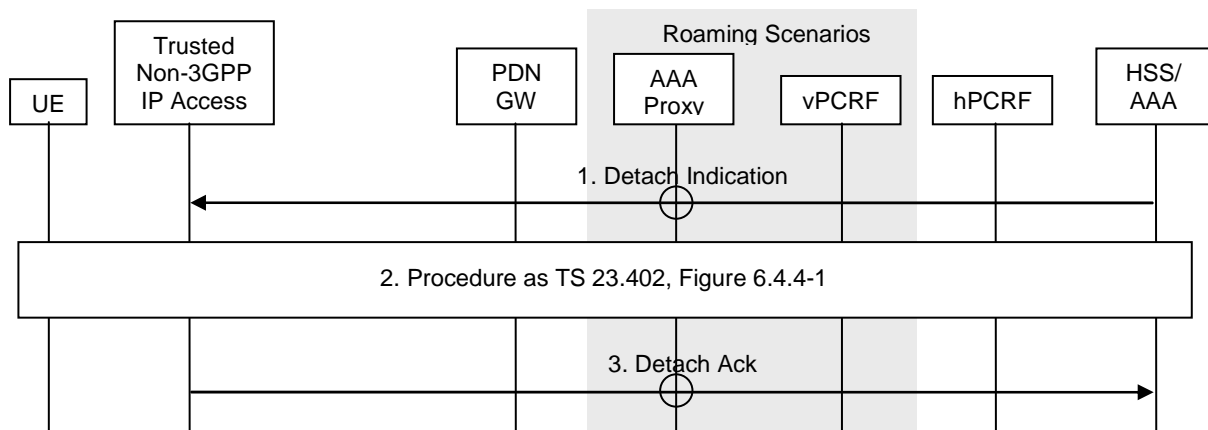 Roaming Scenarios
UE
Trusted
Non-3GPP
IP Access
PDN
GW
AAA
Proxy
vPCRF
hPCRF
HSS/
AAA
1. Detach Indication
2. Procedure as TS 23.402, Figure 6.4.4-1
3. Detach Ack